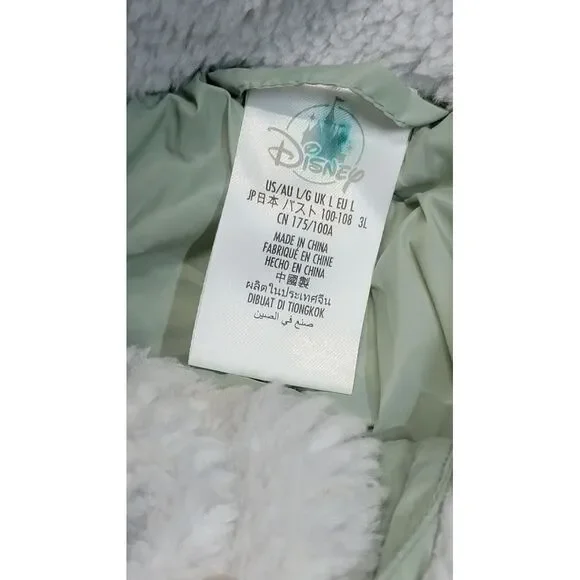 Disney
US/AU L/G UK L EU L
JP日本 バスト 100-108 3L
CN 175/100A
MADE IN CHINA
FABRIQUÉ EN CHINE
HECHO EN CHINA
中國製
ผลิตในประเทศจีน
DIBUAT DI TIONGKOK
صنع في الصين